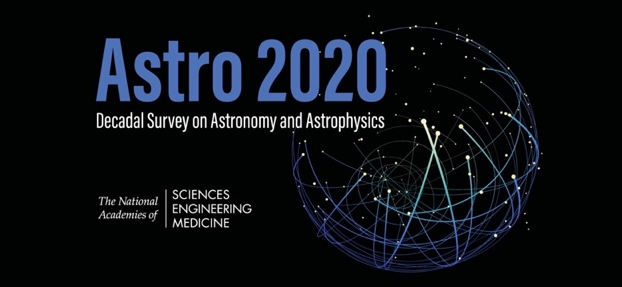 Astro 2020
Decadal Survey on Astronomy and Astrophysics
The National
Academies of
SCIENCES
ENGINEERING
MEDICINE